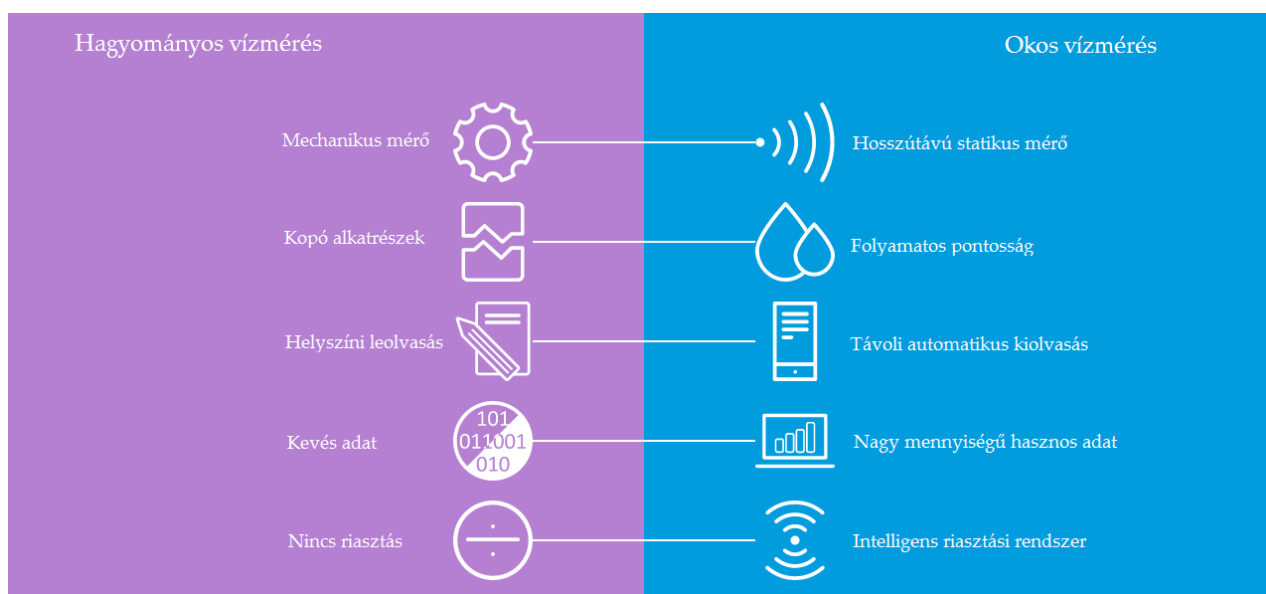 Hagyományos vízmérés
Okos vízmérés
Mechanikus mérő
Hosszútávú statikus mérő
Kopó alkatrészek
Folyamatos pontosság
Helyszíni leolvasás
Távoli automatikus kiolvasás
Kevés adat
101
011001
010
Nagy mennyiségű hasznos adat
Nincs riasztás
Intelligens riasztási rendszer